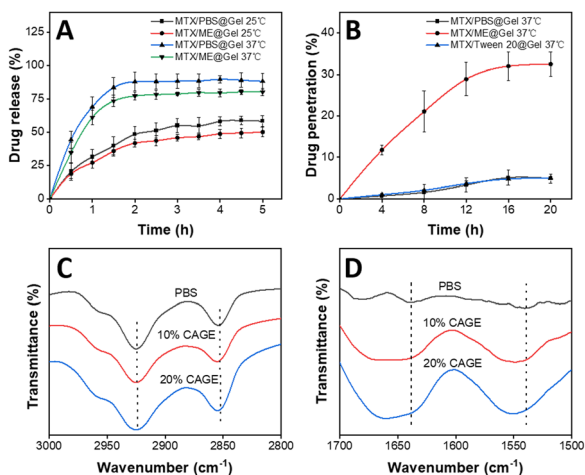 A
MTX/PBS@Gel 25℃
MTX/ME@Gel 25℃
MTX/PBS@Gel 37℃
MTX/ME@Gel 37℃
Drug release (%)
125
100
75
50
25
0
0 1 2 3 4 5
Time (h)
B
MTX/PBS@Gel 37℃
MTX/ME@Gel 37℃
MTX/Tween 20@Gel 37℃
Drug penetration (%)
40
30
20
10
0
0 4 8 12 16 20
Time (h)
C
PBS
10% CAGE
20% CAGE
Transmittance (%)
3000 2950 2900 2850 2800
Wavenumber (cm⁻¹)
D
PBS
10% CAGE
20% CAGE
Transmittance (%)
1700 1650 1600 1550 1500
Wavenumber (cm⁻¹)